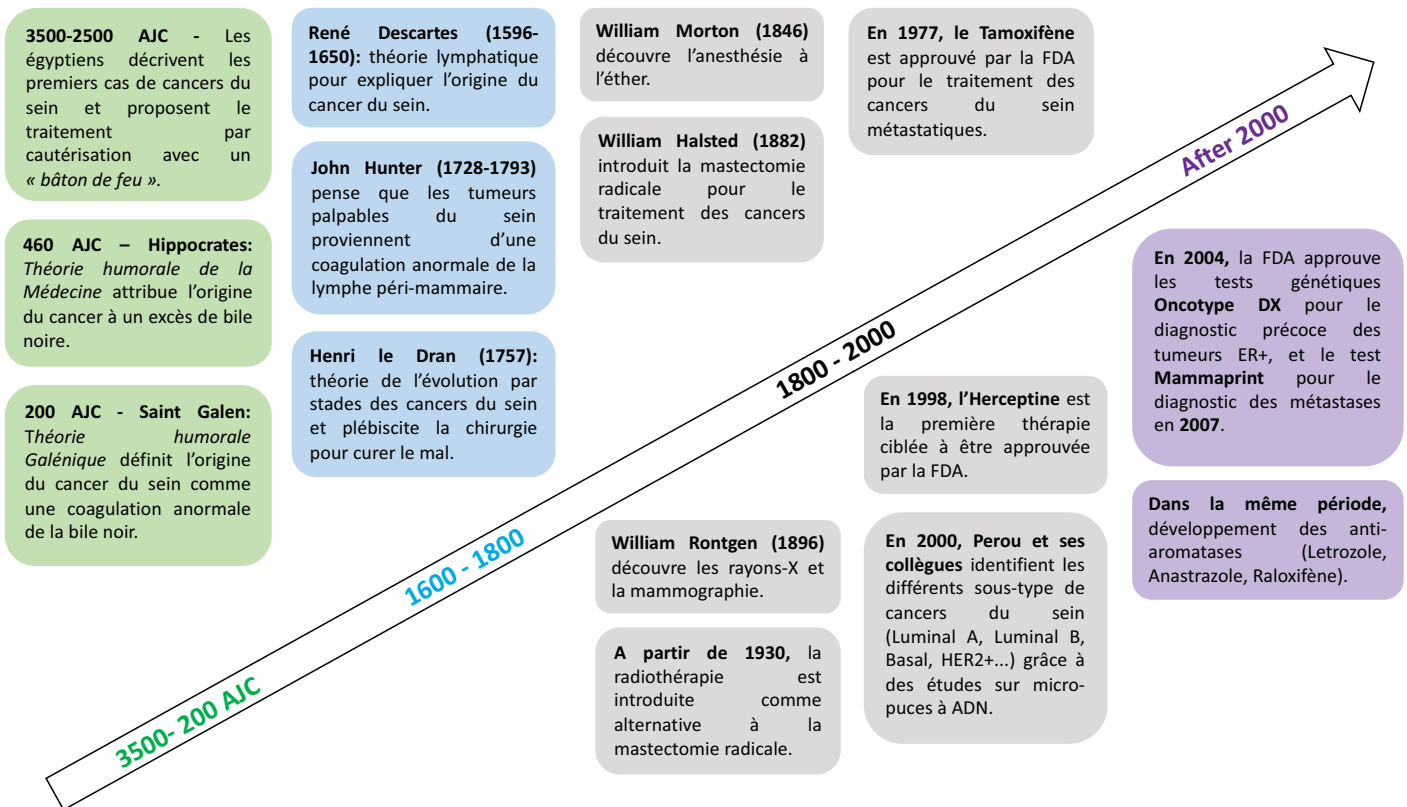 3500-2500 AJC - Les
égyptiens décrivent les
premiers cas de cancers du
sein et proposent le
traitement par
cautérisation avec un
« bâton de feu ».
460 AJC – Hippocrates:
Théorie humorale de la
Médecine attribue l’origine
du cancer à un excès de bile
noire.
200 AJC - Saint Galen:
Théorie humorale
Galénique définit l’origine
du cancer du sein comme
une coagulation anormale
de la bile noir.
René Descartes (1596-
1650): théorie lymphatique
pour expliquer l’origine du
cancer du sein.
John Hunter (1728-1793)
pense que les tumeurs
palpables du sein
proviennent d’une
coagulation anormale de la
lymphe péri-mammaire.
Henri le Dran (1757):
théorie de l’évolution par
stades des cancers du sein
et plébiscite la chirurgie
pour curer le mal.
William Morton (1846)
découvre l’anesthésie à
l’éther.
William Halsted (1882)
introduit la mastectomie
radicale pour le
traitement des cancers
du sein.
En 1977, le Tamoxifène
est approuvé par la FDA
pour le traitement des
cancers du sein
métastatiques.
William Rontgen (1896)
découvre les rayons-X et
la mammographie.
A partir de 1930, la
radiothérapie est
introduite comme
alternative à la
mastectomie radicale.
En 1998, l’Herceptine est
la première thérapie
ciblée à être approuvée
par la FDA.
En 2000, Perou et ses
collègues identifient les
différents sous-type de
cancers du sein
(Luminal A, Luminal B,
Basal, HER2+...) grâce à
des études sur micro-
puces à ADN.
En 2004, la FDA approuve
les tests génétiques
Oncotype DX pour le
diagnostic précoce des
tumeurs ER+, et le test
Mammaprint pour le
diagnostic des métastases
en 2007.
Dans la même période,
développement des anti-
aromatases (Letrozole,
Anastrazole, Raloxifène).
3500- 200 AJC
1600 - 1800
1800 - 2000
After 2000